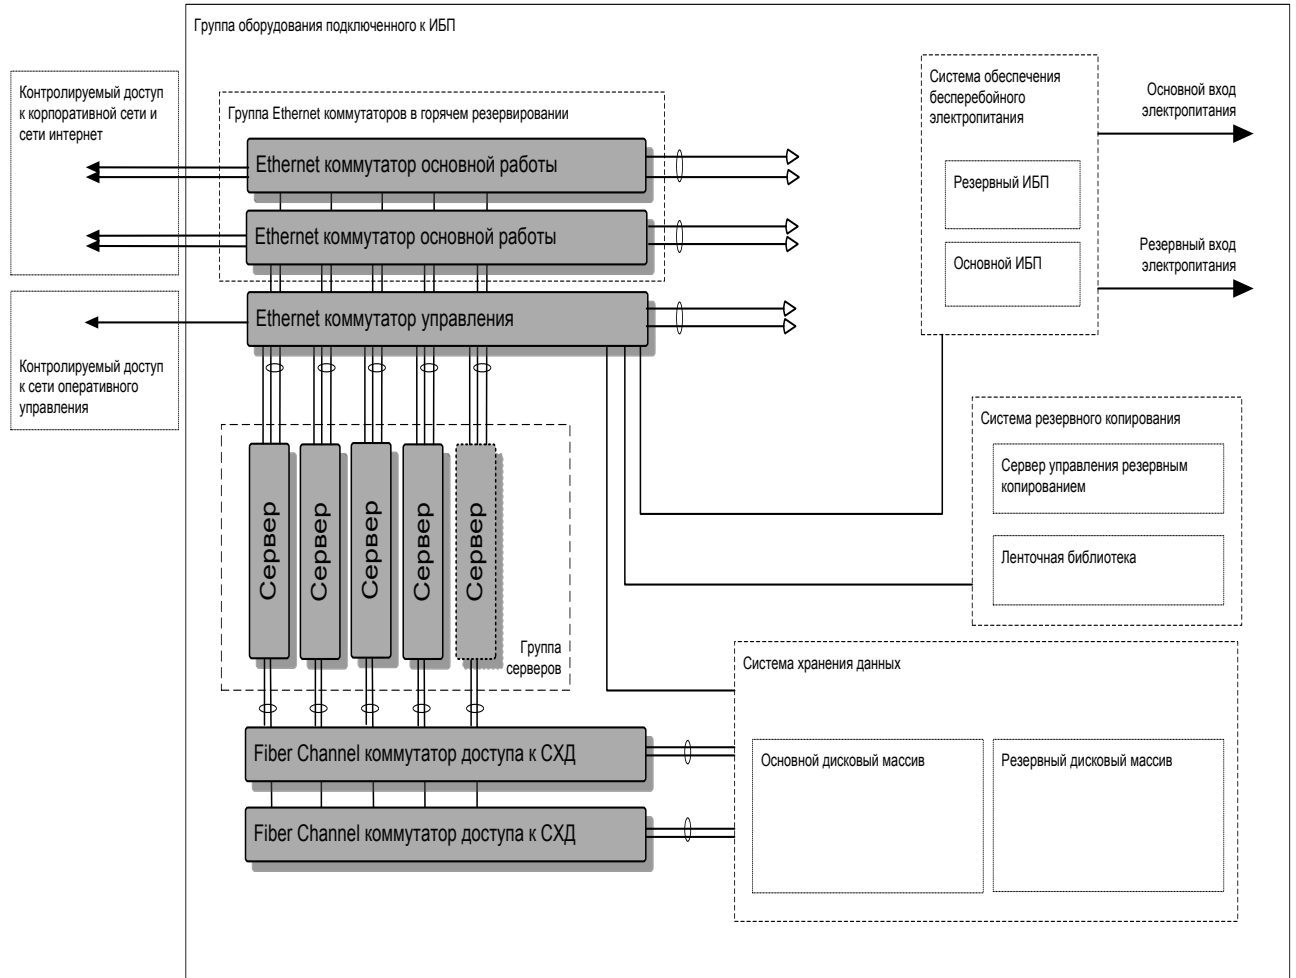 Группа оборудования подключенного к ИБП
Контролируемый доступ
к корпоративной сети и
сети интернет
Группа Ethernet коммутаторов в горячем резервировании
Ethernet коммутатор основной работы
Ethernet коммутатор основной работы
Ethernet коммутатор управления
Контролируемый доступ
к сети оперативного
управления
Система обеспечения
бесперебойного
электропитания
Резервный ИБП
Основной ИБП
Основной вход
электропитания
Резервный вход
электропитания
Система резервного копирования
Сервер управления резервным
копированием
Ленточная библиотека
Сервер
Сервер
Сервер
Сервер
Сервер
Группа
серверов
Система хранения данных
Основной дисковый массив
Резервный дисковый массив
Fiber Channel коммутатор доступа к СХД
Fiber Channel коммутатор доступа к СХД